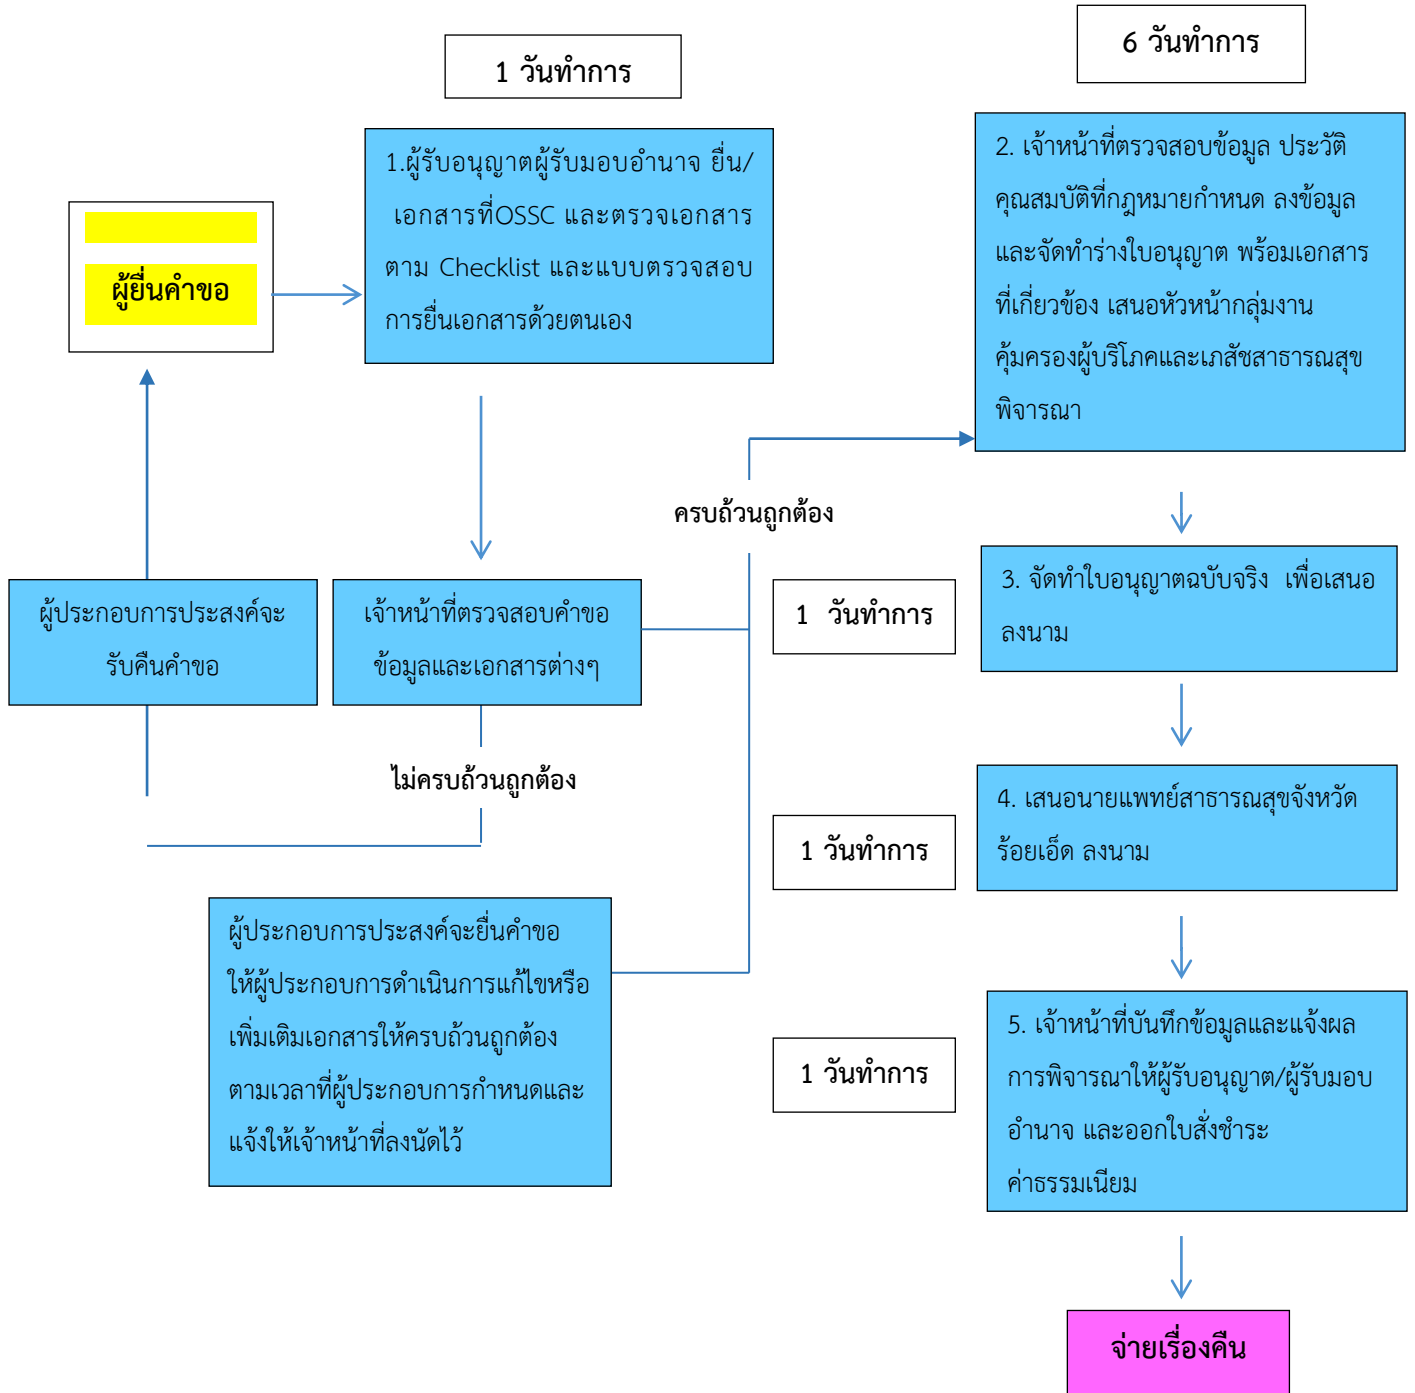 1 วันทำการ
6 วันทำการ
ผู้ยื่นคำขอ
1.ผู้รับอนุญาตผู้รับมอบอำนาจ ยื่น/
เอกสารที่OSSC และตรวจเอกสาร
ตาม Checklist และแบบตรวจสอบ
การยื่นเอกสารด้วยตนเอง
2. เจ้าหน้าที่ตรวจสอบข้อมูล ประวัติ
คุณสมบัติที่กฎหมายกำหนด ลงข้อมูล
และจัดทำร่างใบอนุญาต พร้อมเอกสาร
ที่เกี่ยวข้อง เสนอหัวหน้ากลุ่มงาน
คุ้มครองผู้บริโภคและเภสัชสาธารณสุข
พิจารณา
ครบถ้วนถูกต้อง
ผู้ประกอบการประสงค์จะ
รับคืนคำขอ
เจ้าหน้าที่ตรวจสอบคำขอ
ข้อมูลและเอกสารต่างๆ
1 วันทำการ
3. จัดทำใบอนุญาตฉบับจริง เพื่อเสนอ
ลงนาม
ไม่ครบถ้วนถูกต้อง
1 วันทำการ
4. เสนอนายแพทย์สาธารณสุขจังหวัด
ร้อยเอ็ด ลงนาม
ผู้ประกอบการประสงค์จะยื่นคำขอ
ให้ผู้ประกอบการดำเนินการแก้ไขหรือ
เพิ่มเติมเอกสารให้ครบถ้วนถูกต้อง
ตามเวลาที่ผู้ประกอบการกำหนดและ
แจ้งให้เจ้าหน้าที่ลงนัดไว้
1 วันทำการ
5. เจ้าหน้าที่บันทึกข้อมูลและแจ้งผล
การพิจารณาให้ผู้รับอนุญาต/ผู้รับมอบ
อำนาจ และออกใบสั่งชำระ
ค่าธรรมเนียม
จ่ายเรื่องคืน